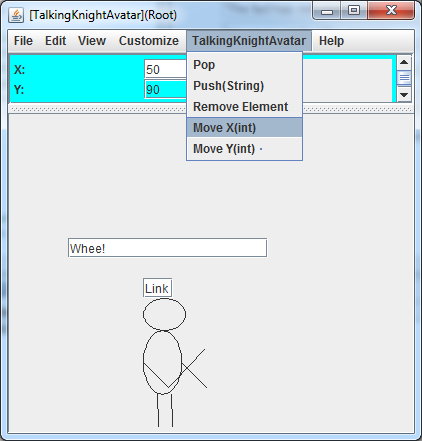 [TalkingKnightAvatar](Root)
File Edit View Customize TalkingKnightAvatar Help
X: 50
Y: 90
Pop
Push(String)
Remove Element
Move X(int)
Move Y(int) ·
Whee!
Link